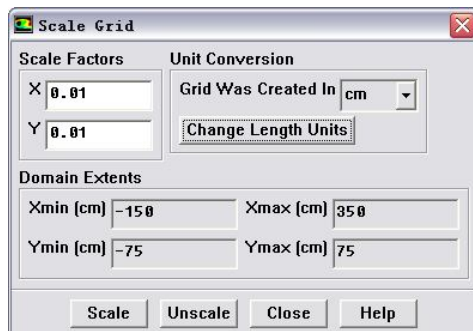 Scale Grid
Scale Factors
X 0.01
Y 0.01
Unit Conversion
Grid Was Created In cm
Change Length Units
Domain Extents
Xmin (cm) -150 Xmax (cm) 350
Ymin (cm) -75 Ymax (cm) 75
Scale Unscale Close Help